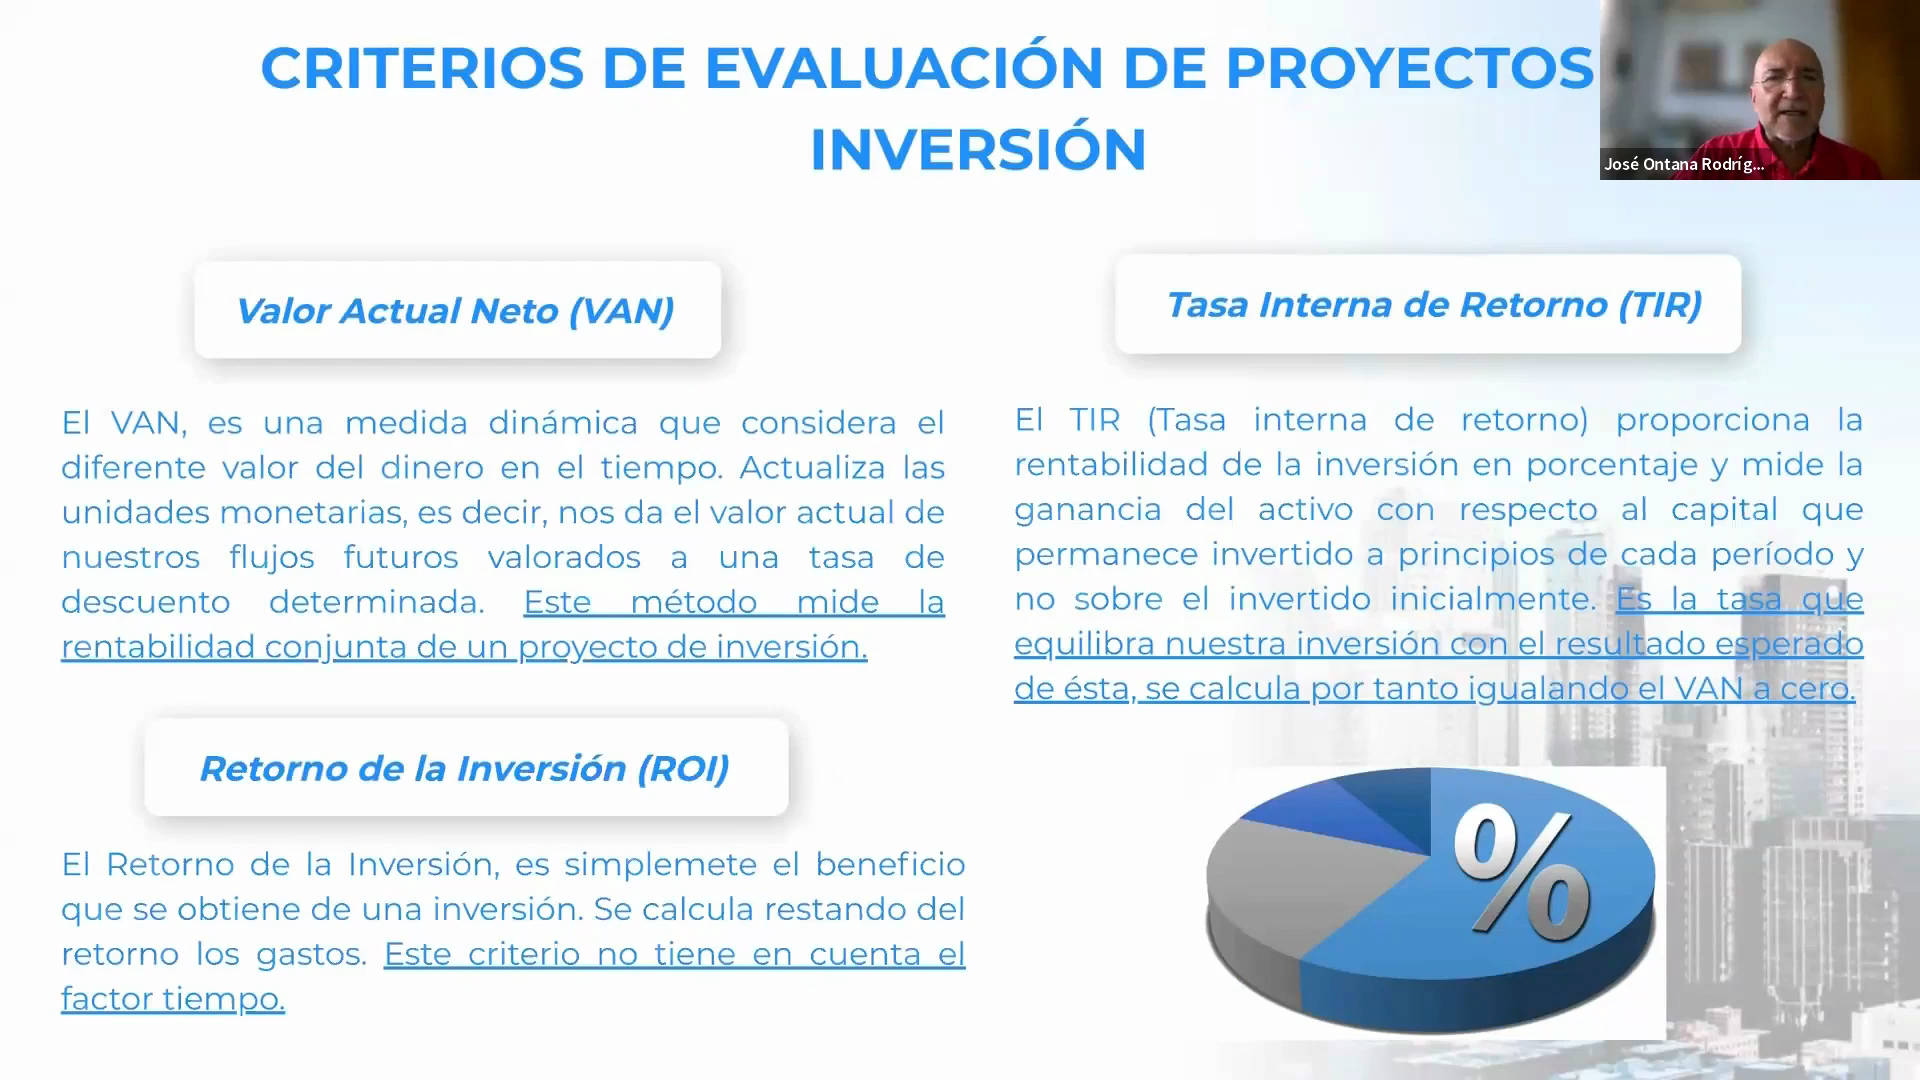 CRITERIOS DE EVALUACIÓN DE PROYECTOS
INVERSIÓN
José Ontana Rodríg...
Valor Actual Neto (VAN)
El VAN, es una medida dinámica que considera el
diferente valor del dinero en el tiempo. Actualiza las
unidades monetarias, es decir, nos da el valor actual de
nuestros flujos futuros valorados a una tasa de
descuento determinada. Este método mide la
rentabilidad conjunta de un proyecto de inversión.
Retorno de la Inversión (ROI)
El Retorno de la Inversión, es simplemete el beneficio
que se obtiene de una inversión. Se calcula restando del
retorno los gastos. Este criterio no tiene en cuenta el
factor tiempo.
Tasa Interna de Retorno (TIR)
El TIR (Tasa interna de retorno) proporciona la
rentabilidad de la inversión en porcentaje y mide la
ganancia del activo con respecto al capital que
permanece invertido a principios de cada período y
no sobre el invertido inicialmente. Es la tasa que
equilibra nuestra inversión con el resultado esperado
de ésta, se calcula por tanto igualando el VAN a cero.
%